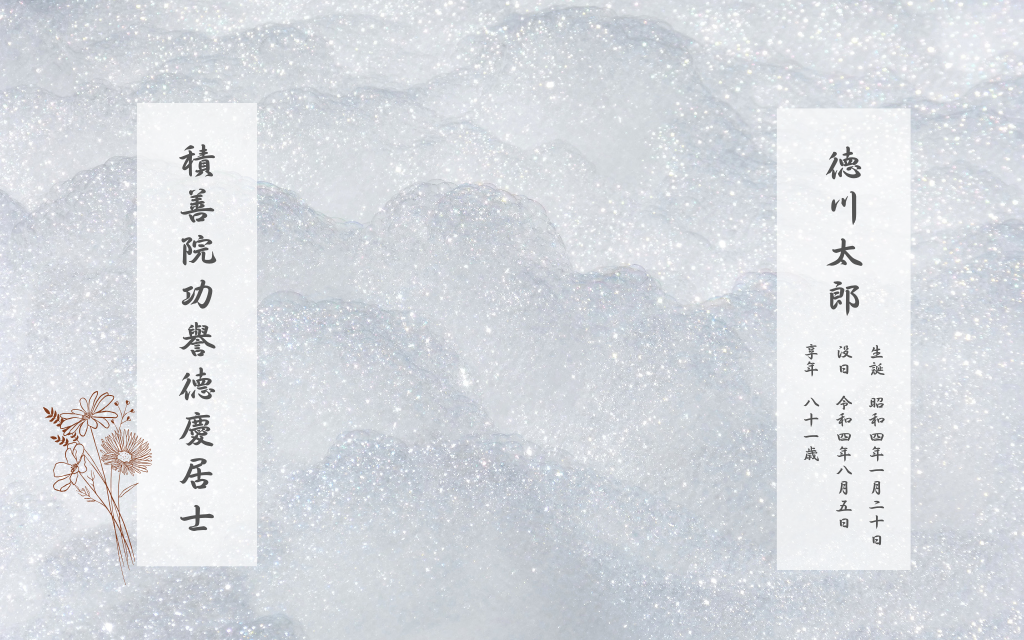 徳川太郎
生誕　昭和四年一月二十日
没日　令和四年八月五日
享年　八十一歳
積善院功譽徳慶居士